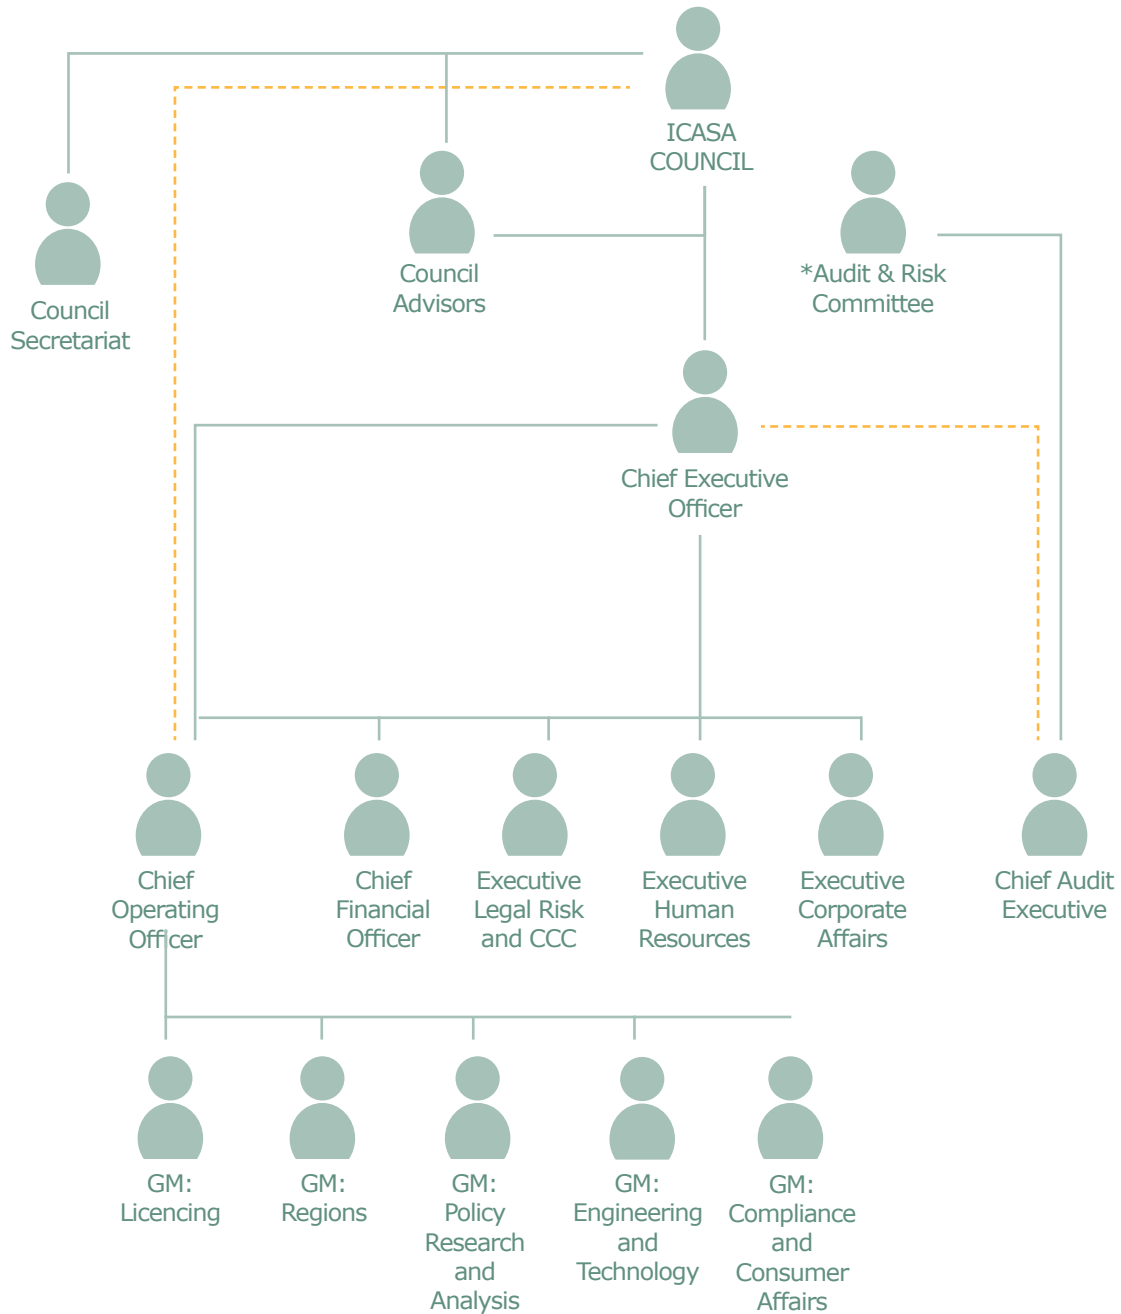 ICASA
COUNCIL
Council
Secretariat
Council
Advisors
*Audit & Risk
Committee
Chief Executive
Officer
Chief
Operating
Officer
Chief
Financial
Officer
Executive
Legal Risk
and CCC
Executive
Human
Resources
Executive
Corporate
Affairs
Chief Audit
Executive
GM:
Licencing
GM:
Regions
GM:
Policy
Research
and
Analysis
GM:
Engineering
and
Technology
GM:
Compliance
and
Consumer
Affairs